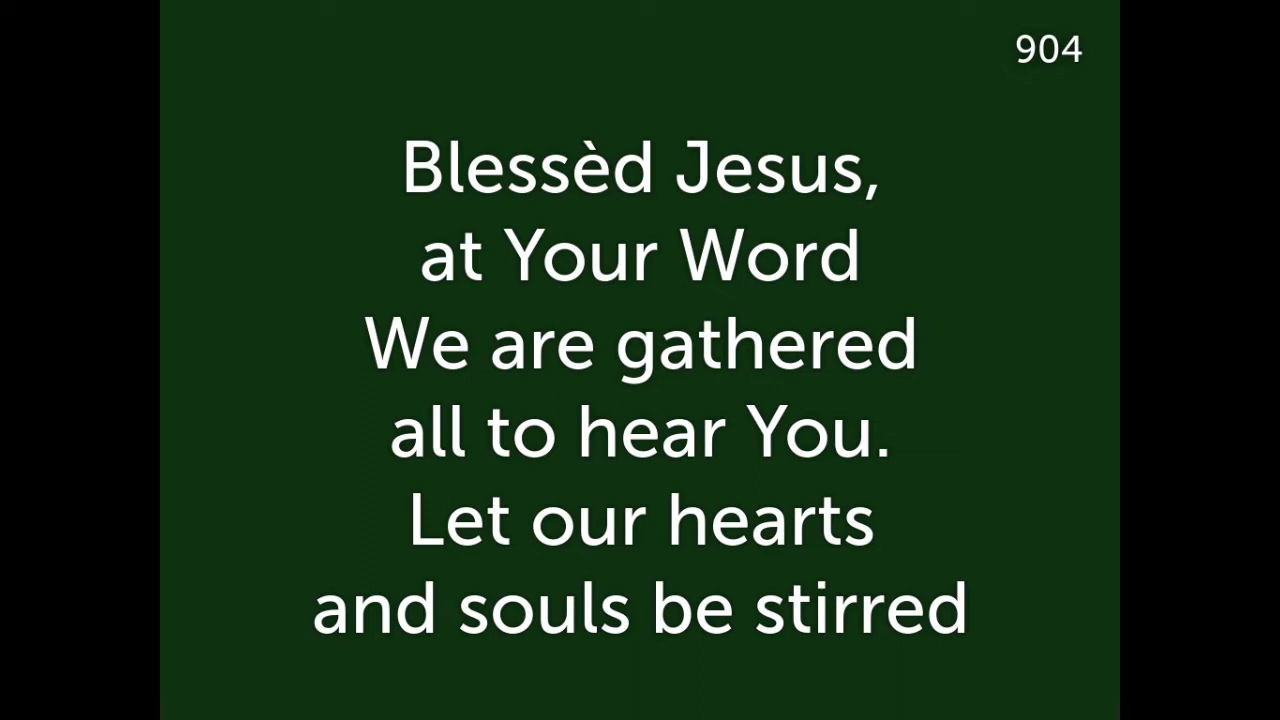 904
Blessèd Jesus,
at Your Word
We are gathered
all to hear You.
Let our hearts
and souls be stirred